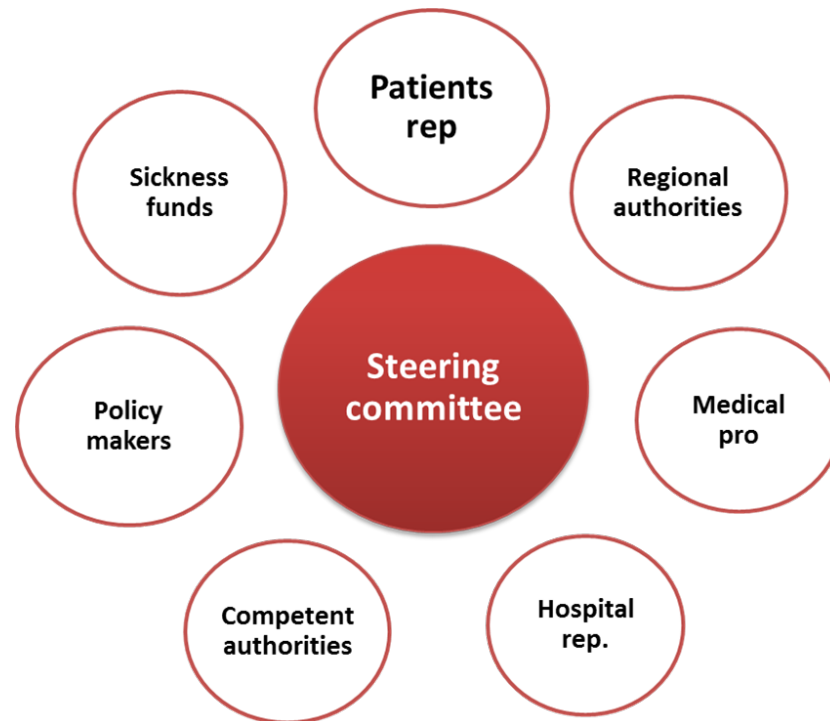 Patients
rep
Sickness
funds
Regional
authorities
Steering
committee
Policy
makers
Medical
pro
Competent
authorities
Hospital
rep.